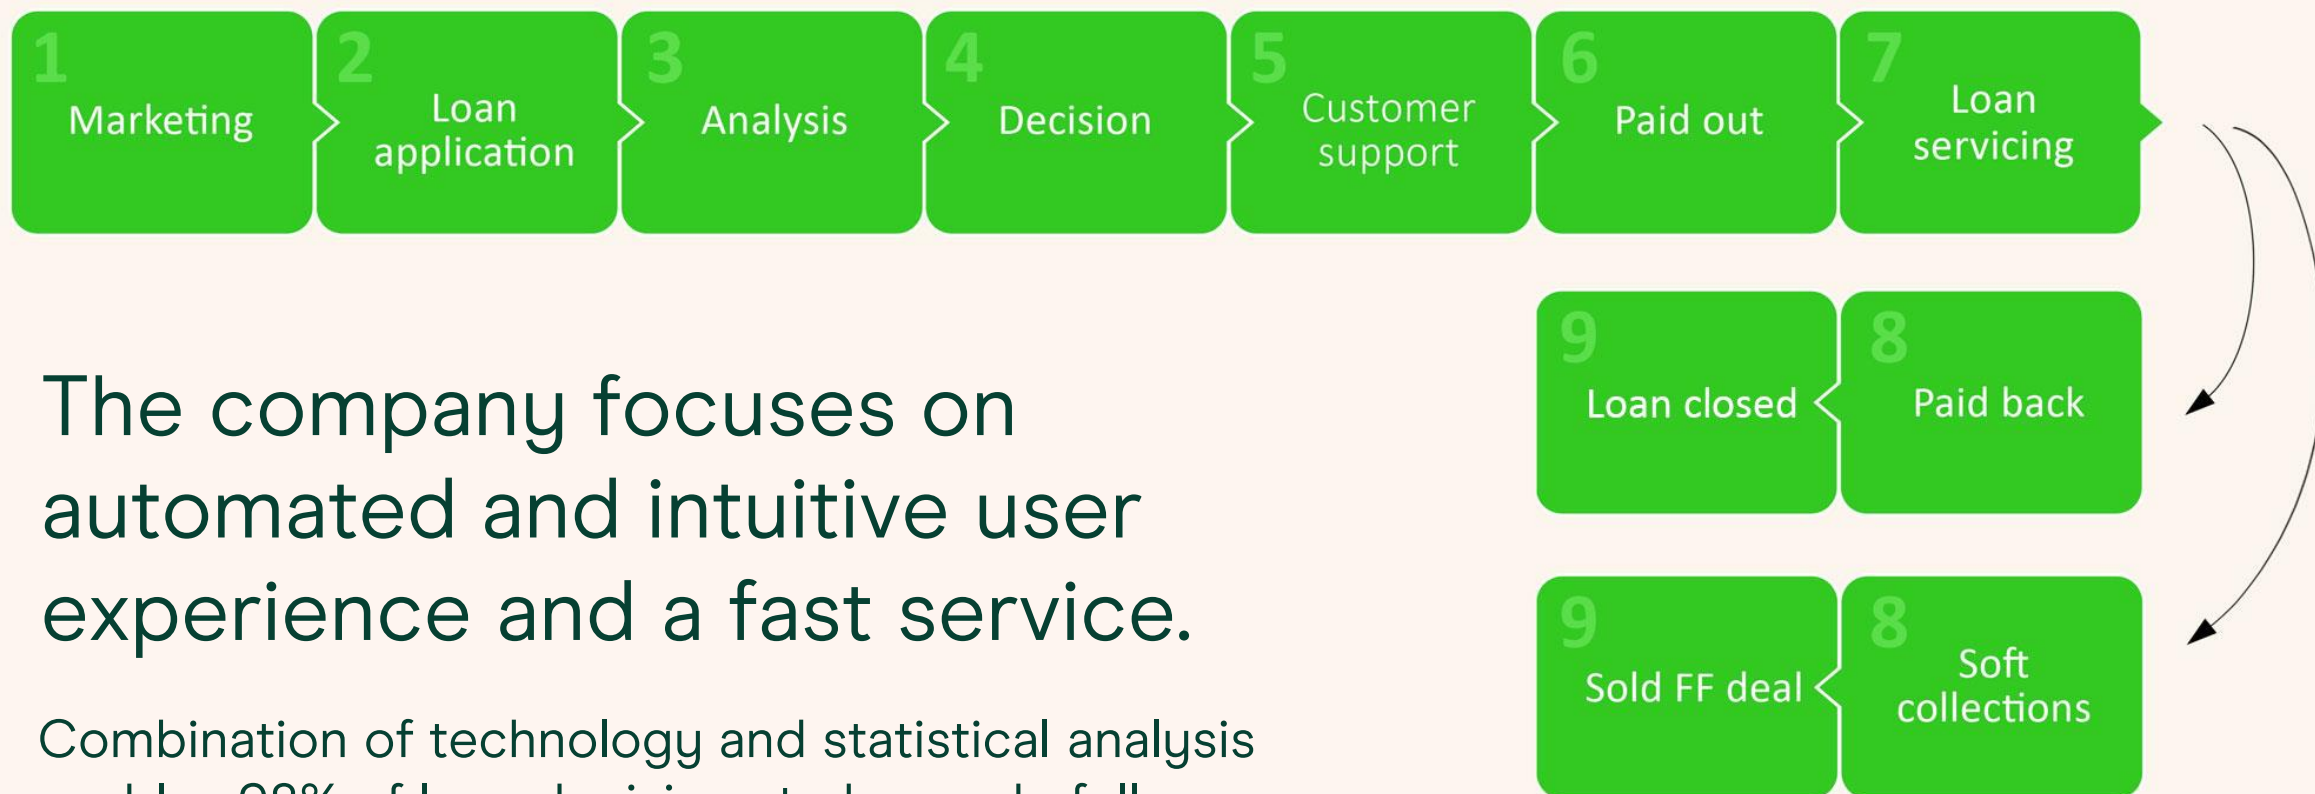 1
Marketing
2
Loan
application
3
Analysis
4
Decision
5
Customer
support
6
Paid out
7
Loan
servicing
9
Loan closed
8
Paid back
The company focuses on
automated and intuitive user
experience and a fast service.
9
Sold FF deal
8
Soft
collections
Combination of technology and statistical analysis